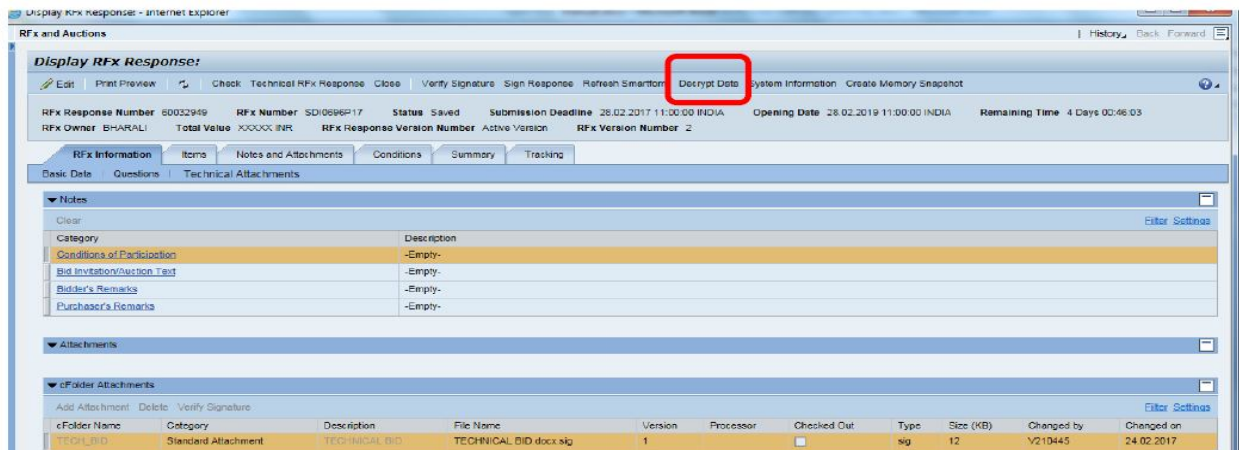 Display RFx Response: - Internet Explorer
RFx and Auctions
History Back Forward
Display RFx Response:
Edit Print Preview Check Technical RFx Response Close Verify Signature Sign Response Refresh Smartform Decrypt Data System Information Create Memory Snapshot
RFx Response Number 60032949 RFx Number SDI0696P17 Status Saved Submission Deadline 28.02.2017 11:00:00 INDIA Opening Date 28.02.2019 11:00:00 INDIA Remaining Time 4 Days 00:46:03
RFx Owner BHARALI Total Value XXXXX INR RFx Response Version Number Active Version RFx Version Number 2
RFx Information Items Notes and Attachments Conditions Summary Tracking
Basic Data Questions Technical Attachments
Notes
Clear Filter Settings
Category Description
Conditions of Participation -Empty-
Bid Invitation/Auction Text -Empty-
Bidder's Remarks -Empty-
Purchaser's Remarks -Empty-
Attachments
cFolder Attachments
Add Attachment Delete Verify Signature Filter Settings
cFolder Name Category Description File Name Version Processor Checked Out Type Size (KB) Changed by Changed on
TECH_BID Standard Attachment TECHNICAL BID TECHNICAL BID.docx.sig 1 sig 12 V210445 24.02.2017